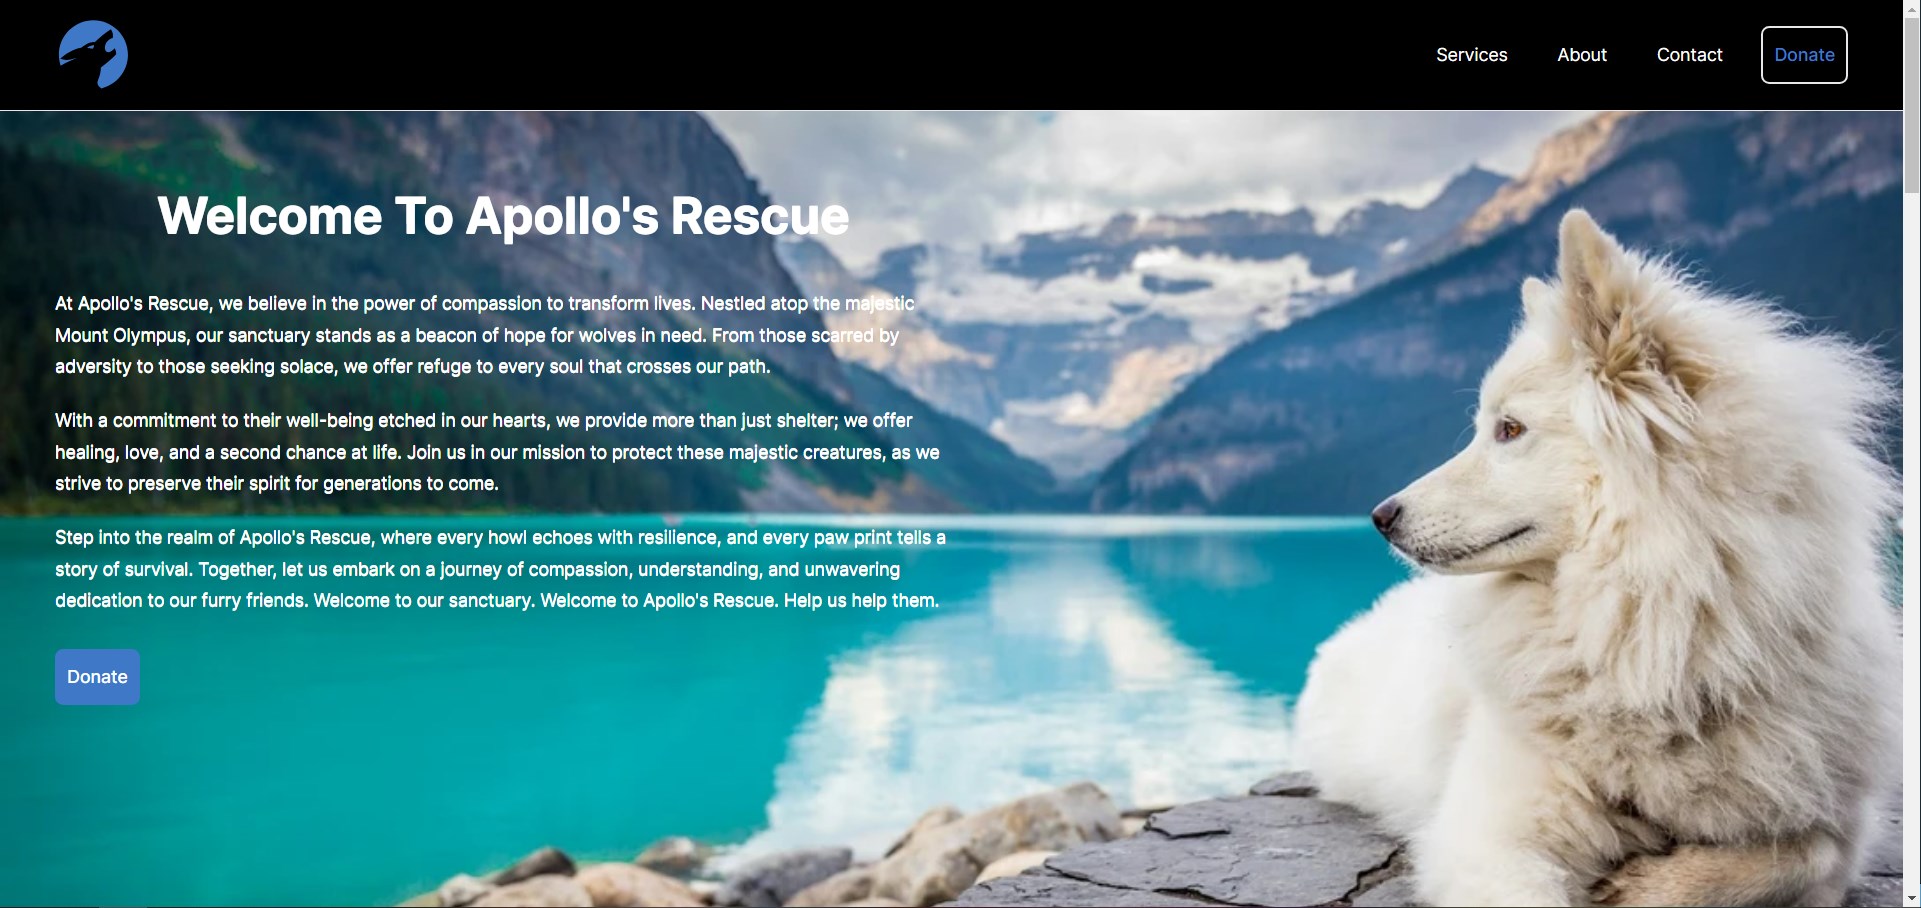 Services
About
Contact
Donate
Welcome To Apollo's Rescue
At Apollo's Rescue, we believe in the power of compassion to transform lives. Nestled atop the majestic
Mount Olympus, our sanctuary stands as a beacon of hope for wolves in need. From those scarred by
adversity to those seeking solace, we offer refuge to every soul that crosses our path.
With a commitment to their well-being etched in our hearts, we provide more than just shelter; we offer
healing, love, and a second chance at life. Join us in our mission to protect these majestic creatures, as we
strive to preserve their spirit for generations to come.
Step into the realm of Apollo's Rescue, where every howl echoes with resilience, and every paw print tells a
story of survival. Together, let us embark on a journey of compassion, understanding, and unwavering
dedication to our furry friends. Welcome to our sanctuary. Welcome to Apollo's Rescue. Help us help them.
Donate